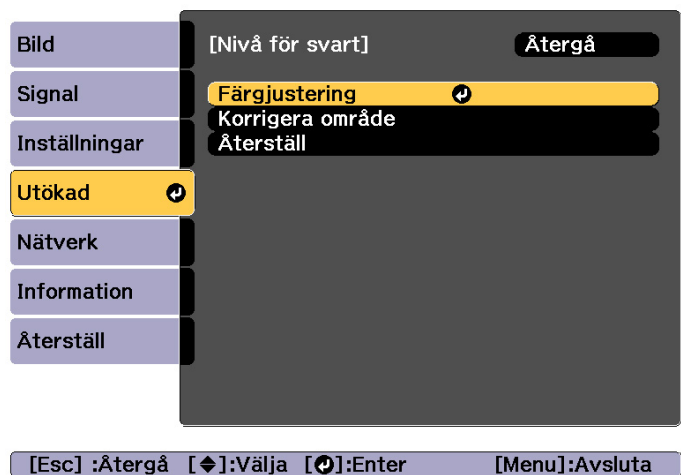 Bild
Signal
Inställningar
Utökad
Nätverk
Information
Återställ
[Nivå för svart] Återgå
Färgjustering
Korrigera område
Återställ
[Esc] :Återgå [◆]:Välja [↵]:Enter [Menu]:Avsluta